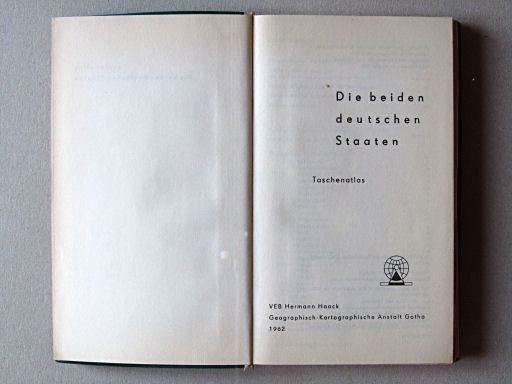 Die beiden
deutschen
Staaten
Taschenatlas
VEB Hermann Haack
Geographisch-Kartographische Anstalt Gotha
1962